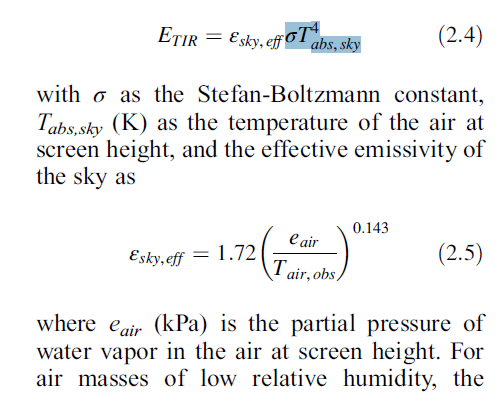 E_TIR = ε_sky,eff σT⁴_abs,sky (2.4)
with σ as the Stefan-Boltzmann constant,
T_abs,sky (K) as the temperature of the air at
screen height, and the effective emissivity of
the sky as
ε_sky,eff = 1.72 (e_air / T_air,obs.)^0.143 (2.5)
where e_air (kPa) is the partial pressure of
water vapor in the air at screen height. For
air masses of low relative humidity, the